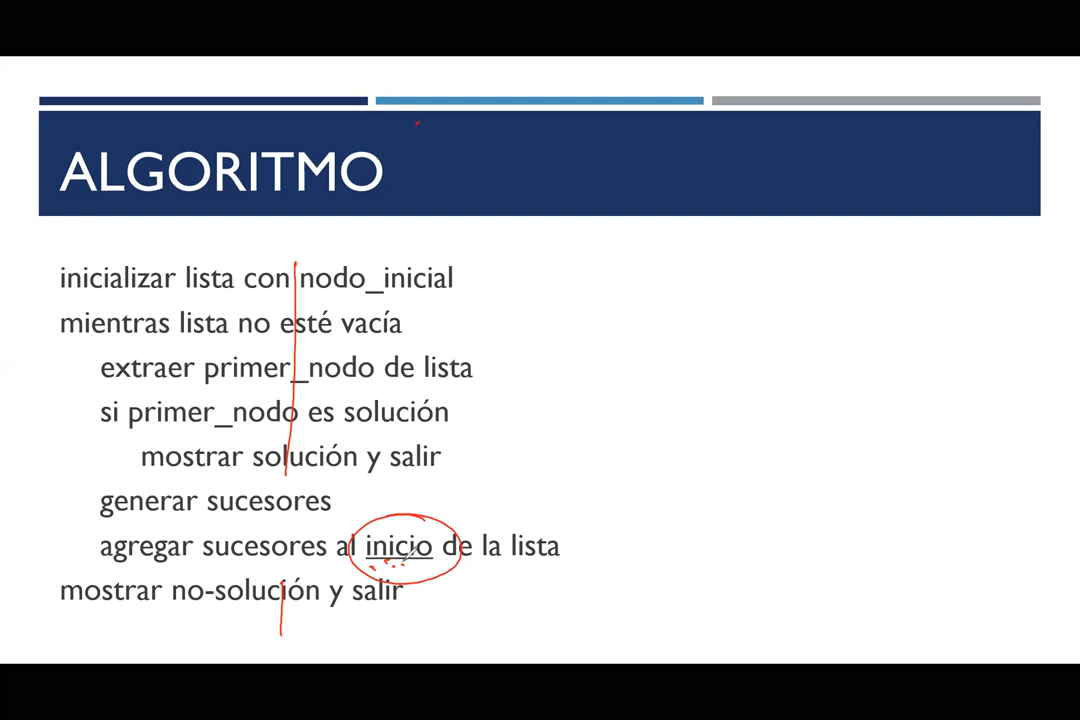 ALGORITMO
inicializar lista con nodo_inicial
mientras lista no esté vacía
extraer primer_nodo de lista
si primer_nodo es solución
mostrar solución y salir
generar sucesores
agregar sucesores al inicio de la lista
mostrar no-solución y salir